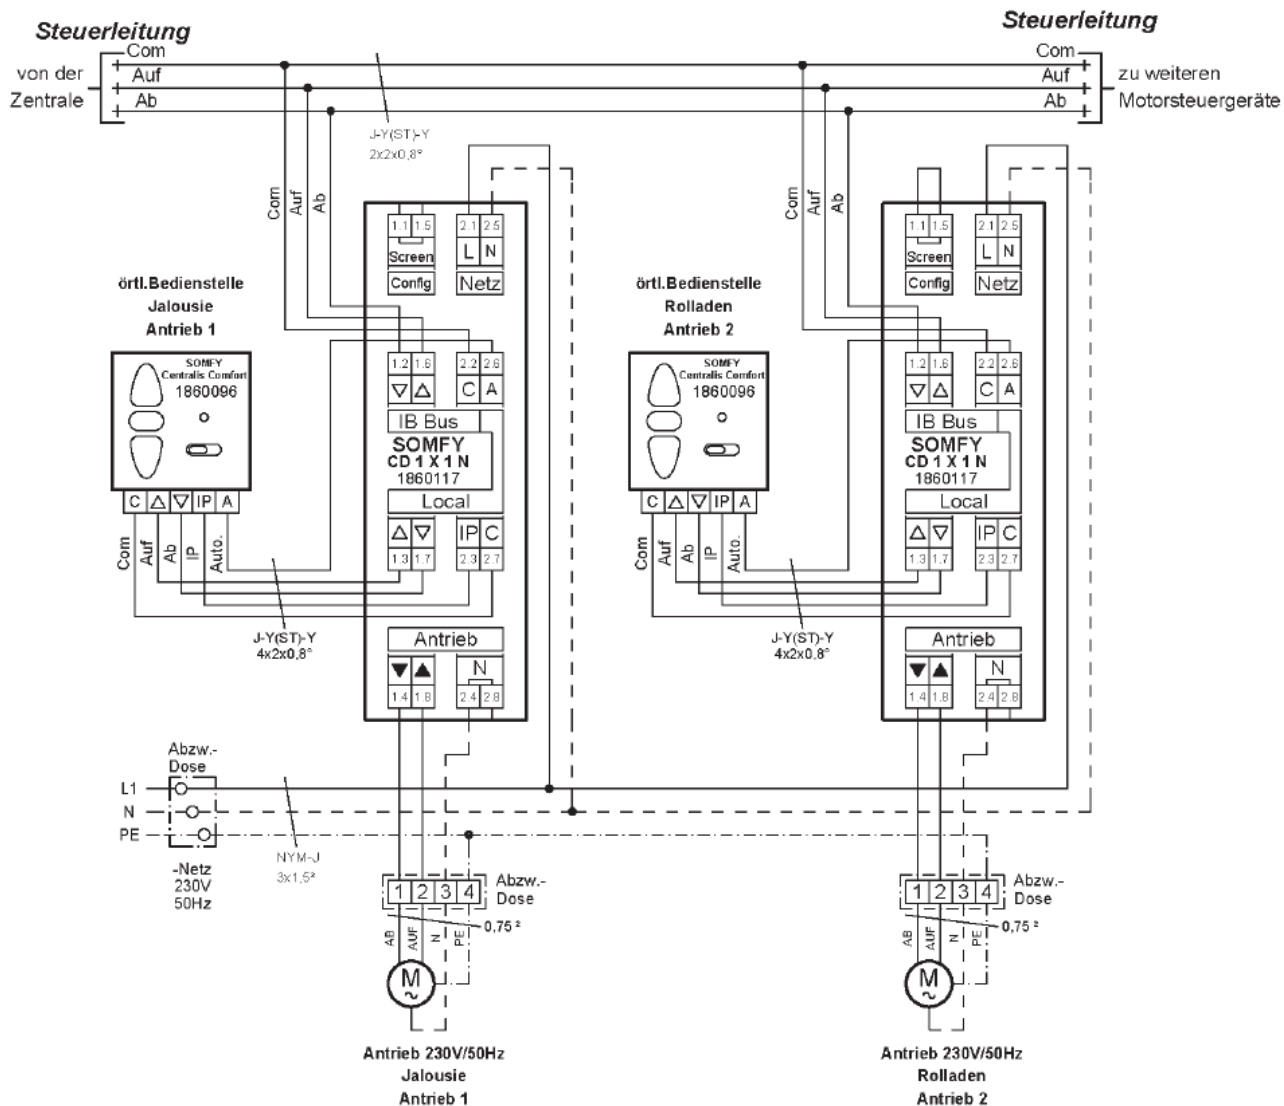 Steuerleitung
Steuerleitung
von der
Zentrale
Com
Auf
Ab
Com
Auf
Ab
zu weiteren
Motorsteuergeräte
J-Y(ST)-Y
2x2x0,8°
Com
Auf
Ab
1.1 1.5
2.1 2.5
Screen
L N
Config
Netz
örtl.Bedienstelle
Jalousie
Antrieb 1
SOMFY
Centralis Comfort
1860096
C IP A
Com
Auf
Ab
IP
Auto.
J-Y(ST)-Y
4x2x0,8°
1.2 1.6
2.2 2.6
C A
IB Bus
SOMFY
CD 1 X 1 N
1860117
Local
IP C
1.3 1.7
2.3 2.7
Antrieb
N
1.4 1.8
2.4 2.8
Com
Auf
Ab
1.1 1.5
2.1 2.5
Screen
L N
Config
Netz
örtl.Bedienstelle
Rolladen
Antrieb 2
SOMFY
Centralis Comfort
1860096
C IP A
Com
Auf
Ab
IP
Auto.
J-Y(ST)-Y
4x2x0,8°
1.2 1.6
2.2 2.6
C A
IB Bus
SOMFY
CD 1 X 1 N
1860117
Local
IP C
1.3 1.7
2.3 2.7
Antrieb
N
1.4 1.8
2.4 2.8
Abzw.-
Dose
L1
N
PE
-Netz
230V
50Hz
NYM-J
3x1,5²
1 2 3 4
Abzw.-
Dose
0,75 ²
AB
AUF
N
PE
M
~
Antrieb 230V/50Hz
Jalousie
Antrieb 1
1 2 3 4
Abzw.-
Dose
0,75 ²
AB
AUF
N
PE
M
~
Antrieb 230V/50Hz
Rolladen
Antrieb 2